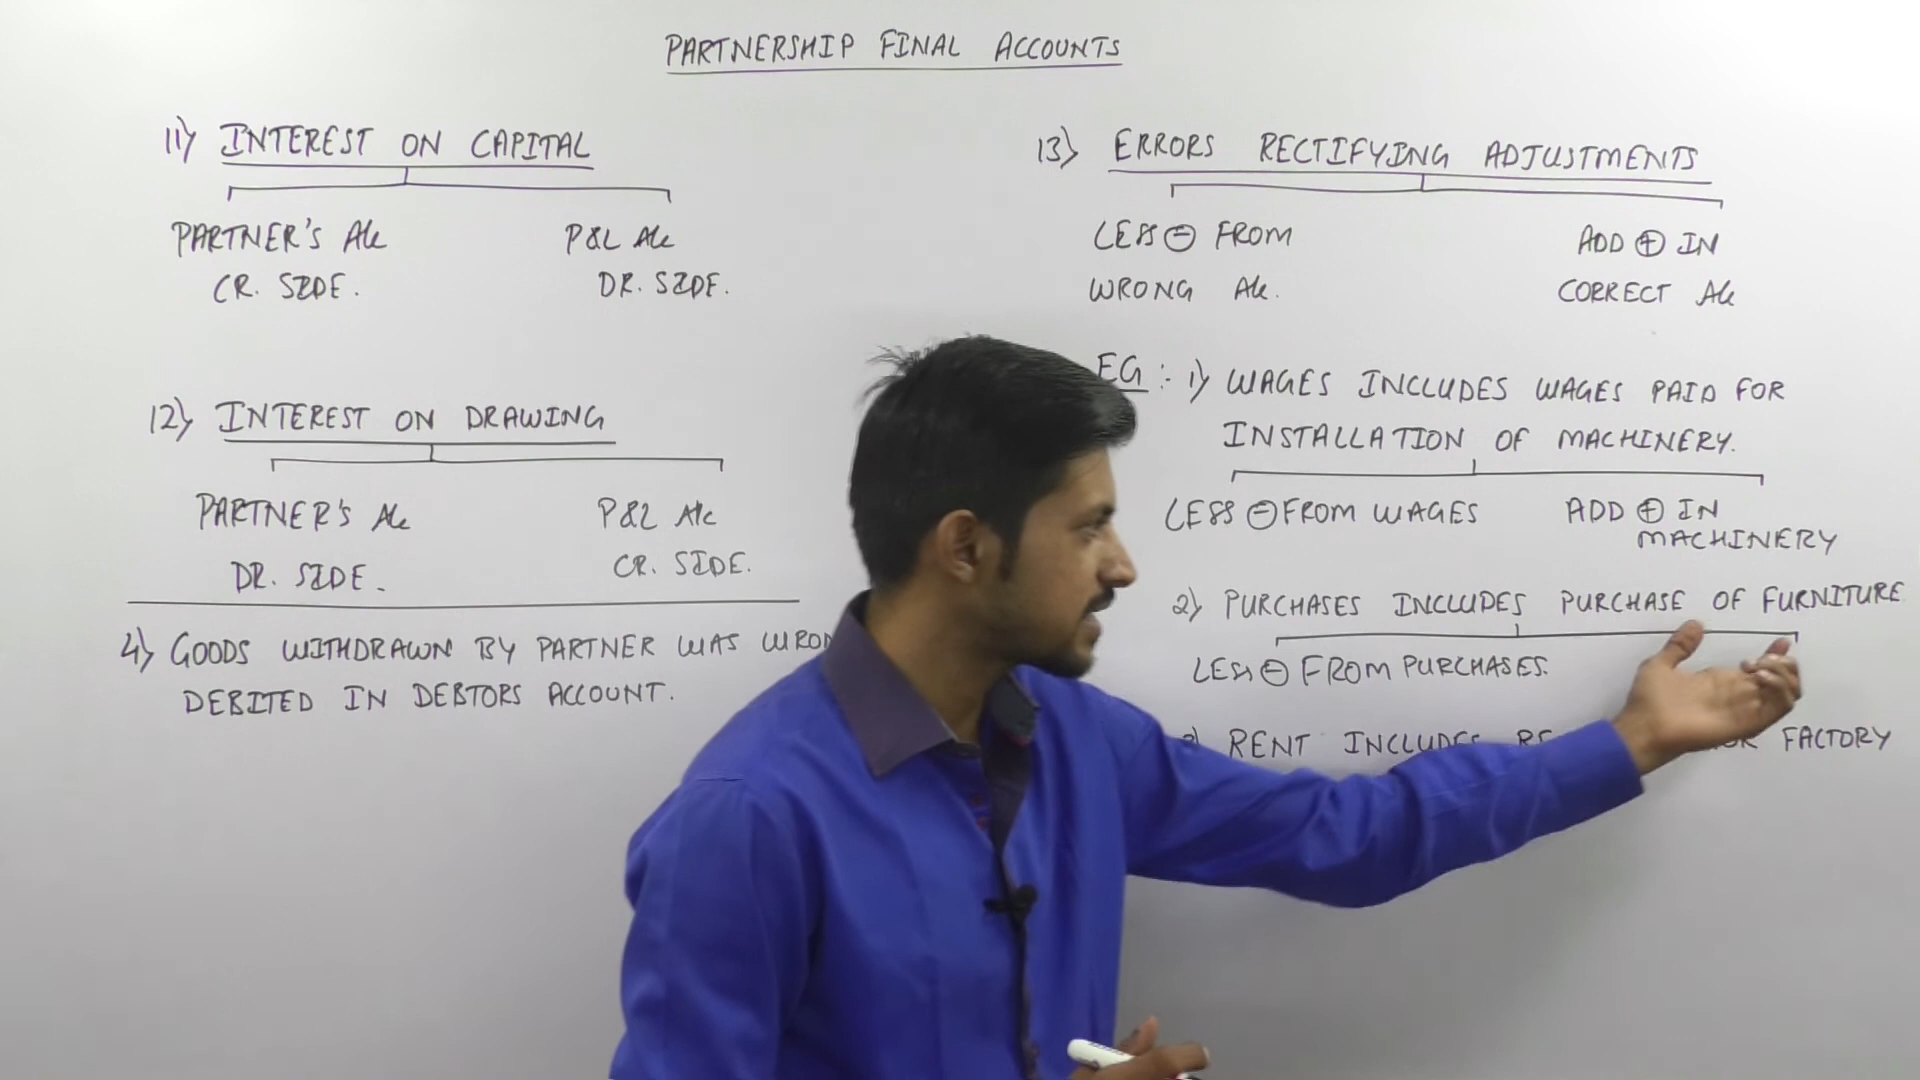 PARTNERSHIP FINAL ACCOUNTS
11) INTEREST ON CAPITAL
PARTNER'S A/c
CR. SIDE.
P&L A/c
DR. SIDE.
12) INTEREST ON DRAWING
PARTNER'S A/c
DR. SIDE.
P&L A/c
CR. SIDE.
4) GOODS WITHDRAWN BY PARTNER WAS
DEBITED IN DEBTORS ACCOUNT.
13) ERRORS RECTIFYING ADJUSTMENTS
LESS ⊖ FROM
WRONG A/c.
ADD ⊕ IN
CORRECT A/c
EG :- 1) WAGES INCLUDES WAGES PAID FOR
INSTALLATION OF MACHINERY.
LESS ⊖ FROM WAGES
ADD ⊕ IN
MACHINERY
2) PURCHASES INCLUDES PURCHASE OF FURNITURE
LESS ⊖ FROM PURCHASES.
RENT INCLUDES FACTORY